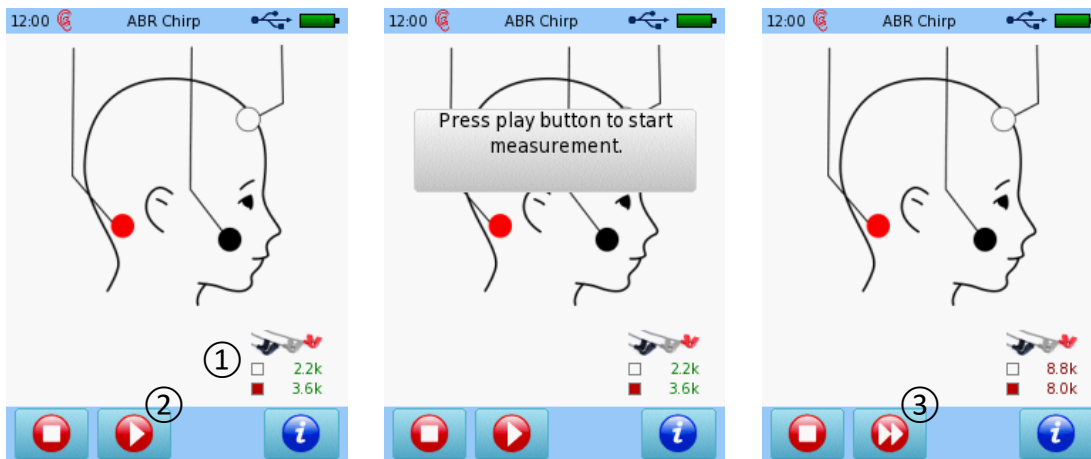 12:00 ABR Chirp
①
2.2k
3.6k
②
i
12:00 ABR Chirp
Press play button to start
measurement.
2.2k
3.6k
i
12:00 ABR Chirp
8.8k
8.0k
③
i